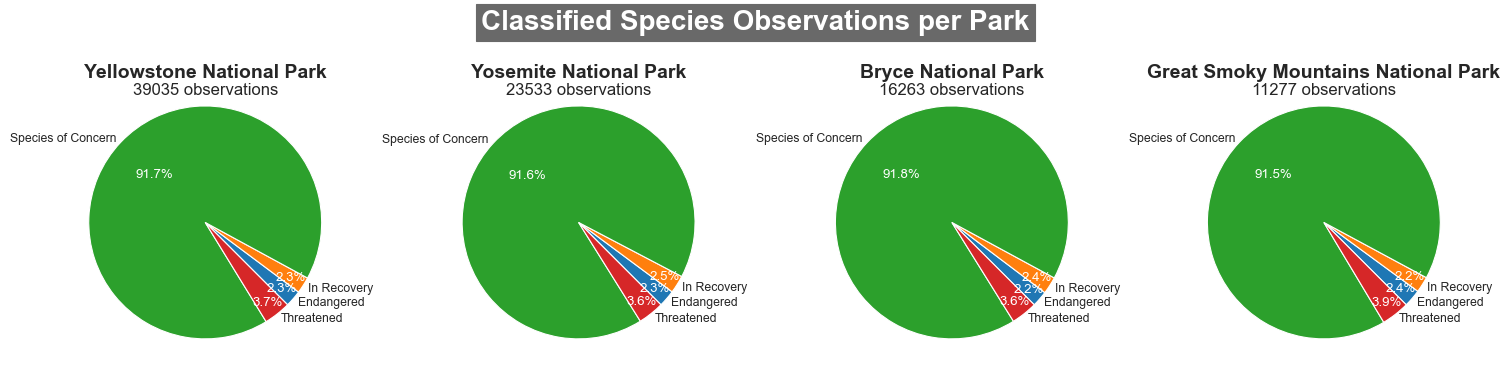 Classified Species Observations per Park
Yellowstone National Park
39035 observations
Species of Concern
91.7%
2.3%
In Recovery
2.3%
Endangered
3.7%
Threatened
Yosemite National Park
23533 observations
Species of Concern
91.6%
2.5%
In Recovery
2.3%
Endangered
3.6%
Threatened
Bryce National Park
16263 observations
Species of Concern
91.8%
2.4%
In Recovery
2.2%
Endangered
3.6%
Threatened
Great Smoky Mountains National Park
11277 observations
Species of Concern
91.5%
2.2%
In Recovery
2.4%
Endangered
3.9%
Threatened